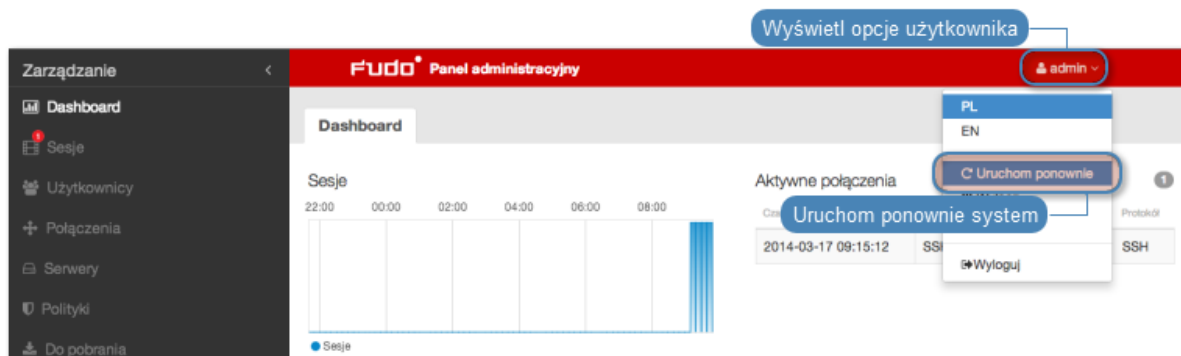 Wyświetl opcje użytkownika
Zarządzanie
FUDO Panel administracyjny
admin
Dashboard
Sesje
1
Użytkownicy
Połączenia
Serwery
Polityki
Do pobrania
Dashboard
PL
EN
Uruchom ponownie
Uruchom ponownie system
Wyloguj
Sesje
22:00 00:00 02:00 04:00 06:00 08:00
Sesje
Aktywne połączenia
1
Protokół
2014-03-17 09:15:12
SSH